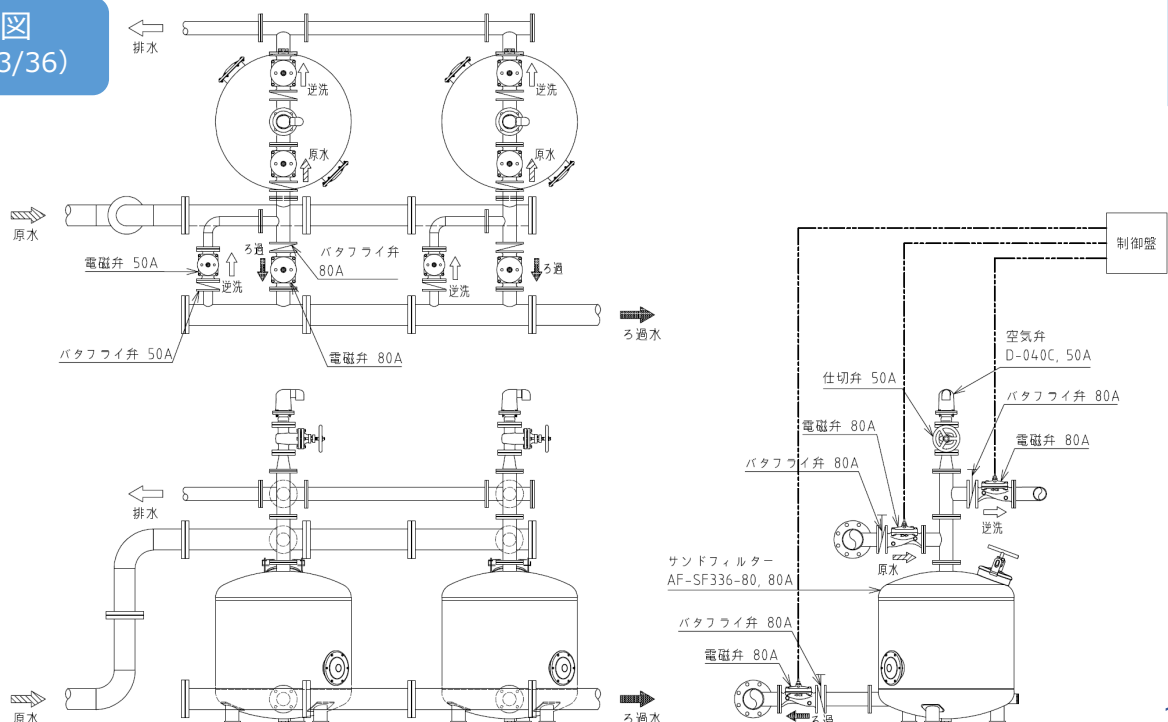 図
3/36)
排水
逆洗
逆洗
原水
原水
原水
電磁弁 50A
逆洗
ろ過
バタフライ弁
80A
逆洗
ろ過
バタフライ弁 50A
電磁弁 80A
ろ過水
制御盤
空気弁
D-040C, 50A
仕切弁 50A
バタフライ弁 80A
電磁弁 80A
電磁弁 80A
バタフライ弁 80A
排水
逆洗
原水
サンドフィルター
AF-SF336-80, 80A
バタフライ弁 80A
電磁弁 80A
原水
ろ過水
ろ過